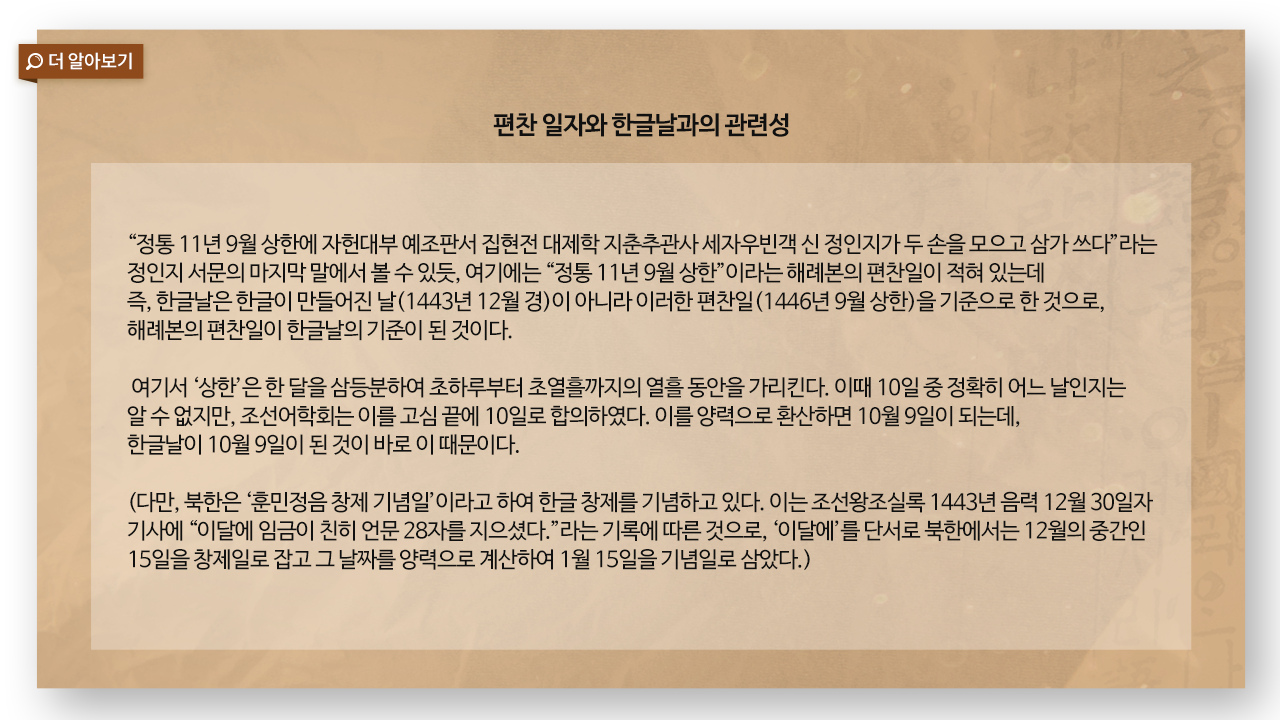 더 알아보기
편찬 일자와 한글날과의 관련성
“정통 11년 9월 상한에 자헌대부 예조판서 집현전 대제학 지춘추관사 세자우빈객 신 정인지가 두 손을 모으고 삼가 쓰다”라는
정인지 서문의 마지막 말에서 볼 수 있듯, 여기에는 “정통 11년 9월 상한”이라는 해례본의 편찬일이 적혀 있는데
즉, 한글날은 한글이 만들어진 날(1443년 12월 경)이 아니라 이러한 편찬일(1446년 9월 상한)을 기준으로 한 것으로,
해례본의 편찬일이 한글날의 기준이 된 것이다.
여기서 ‘상한’은 한 달을 삼등분하여 초하루부터 초열흘까지의 열흘 동안을 가리킨다. 이때 10일 중 정확히 어느 날인지는
알 수 없지만, 조선어학회는 이를 고심 끝에 10일로 합의하였다. 이를 양력으로 환산하면 10월 9일이 되는데,
한글날이 10월 9일이 된 것이 바로 이 때문이다.
(다만, 북한은 ‘훈민정음 창제 기념일’이라고 하여 한글 창제를 기념하고 있다. 이는 조선왕조실록 1443년 음력 12월 30일자
기사에 “이달에 임금이 친히 언문 28자를 지으셨다.”라는 기록에 따른 것으로, ‘이달에’를 단서로 북한에서는 12월의 중간인
15일을 창제일로 잡고 그 날짜를 양력으로 계산하여 1월 15일을 기념일로 삼았다.)